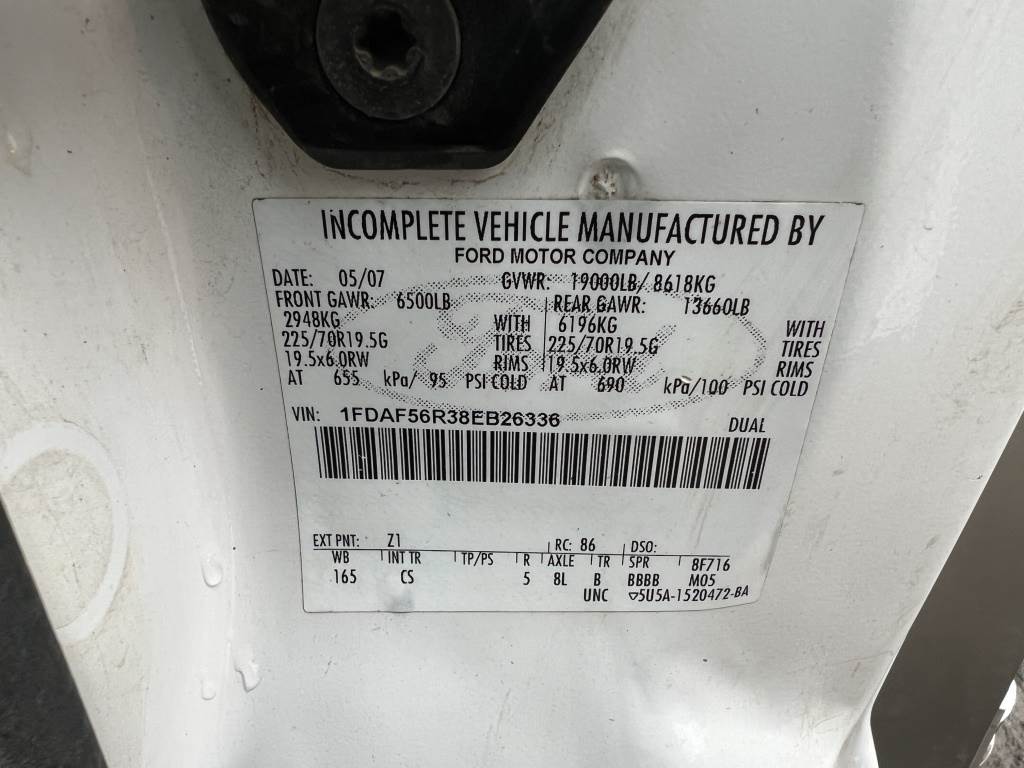 INCOMPLETE VEHICLE MANUFACTURED BY
FORD MOTOR COMPANY
DATE: 05/07 GVWR: 19000LB/ 8618KG
FRONT GAWR: 6500LB REAR GAWR: 13660LB
2948KG WITH 6196KG WITH
225/70R19.5G TIRES 225/70R19.5G TIRES
19.5x6.0RW RIMS 19.5x6.0RW RIMS
AT 655 kPa/ 95 PSI COLD AT 690 kPa/100 PSI COLD
VIN: 1FDAF56R38EB26336 DUAL
EXT PNT: Z1 RC: 86 DSO:
WB INT TR TP/PS R AXLE TR SPR 8F716
165 CS 5 8L B BBBB M05
UNC ▽5U5A-1520472-BA